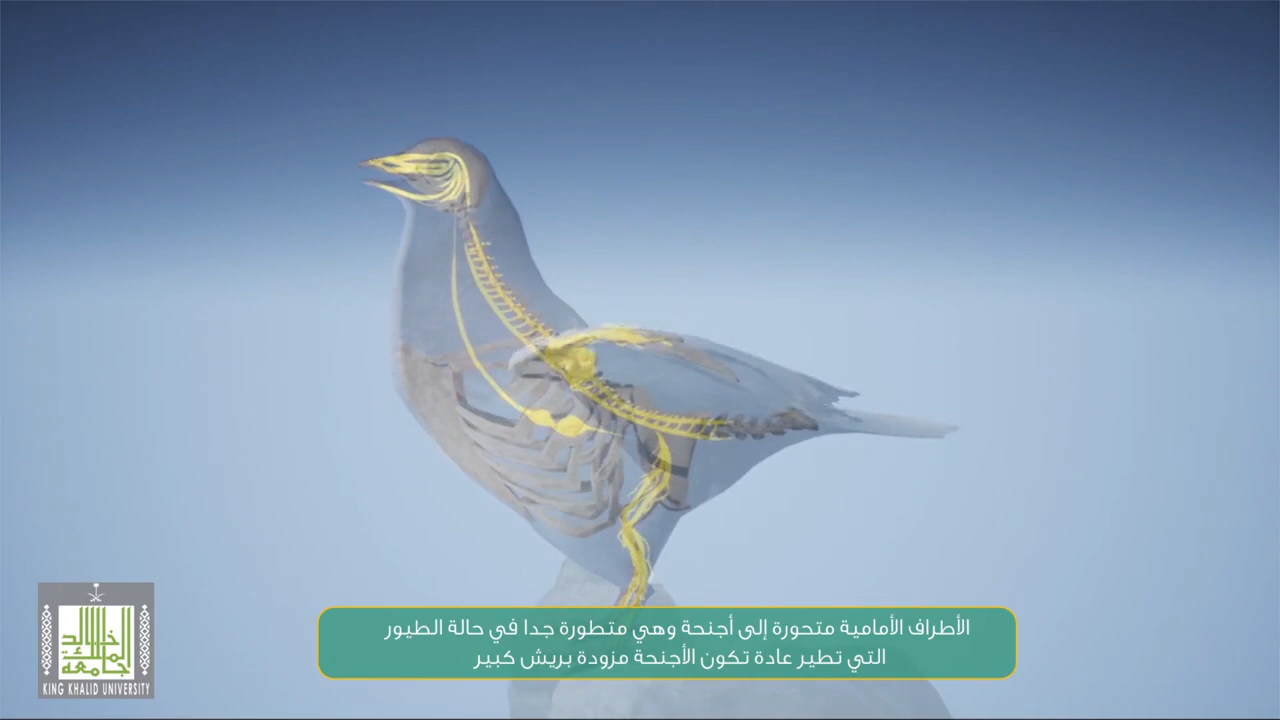 الأطراف الأمامية متحورة إلى أجنحة وهي متطورة جدا في حالة الطيور
التي تطير عادة تكون الأجنحة مزودة بريش كبير
جامعة الملك خالد
KING KHALID UNIVERSITY